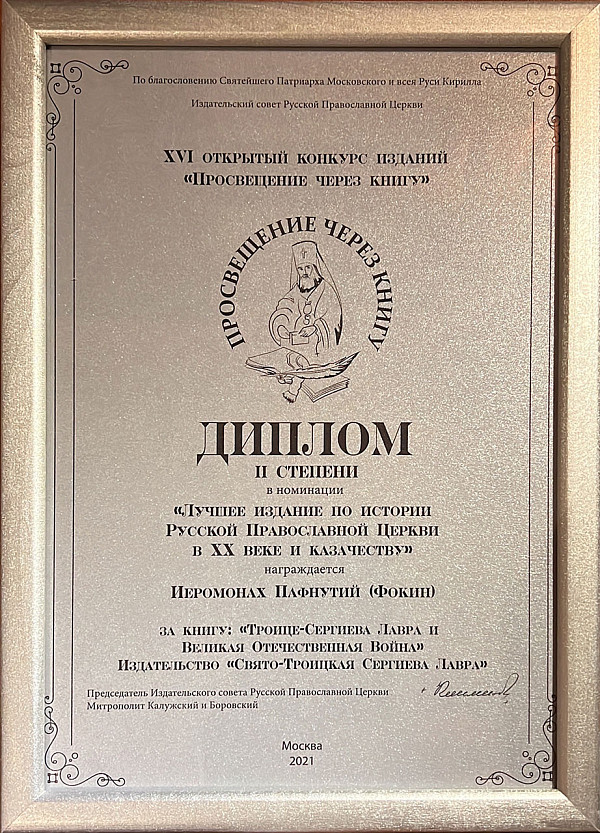 По благословению Святейшего Патриарха Московского и всея Руси Кирилла
Издательский совет Русской Православной Церкви
XVI открытый конкурс изданий
«Просвещение через книгу»
ПРОСВЕЩЕНИЕ ЧЕРЕЗ КНИГУ
ДИПЛОМ
II степени
в номинации
«Лучшее издание по истории
Русской Православной Церкви
в XX веке и казачеству»
награждается
Иеромонах Пафнутий (Фокин)
за книгу: «Троице-Сергиева Лавра и
Великая Отечественная Война»
Издательство «Свято-Троицкая Сергиева Лавра»
Председатель Издательского совета Русской Православной Церкви
Митрополит Калужский и Боровский
Москва
2021